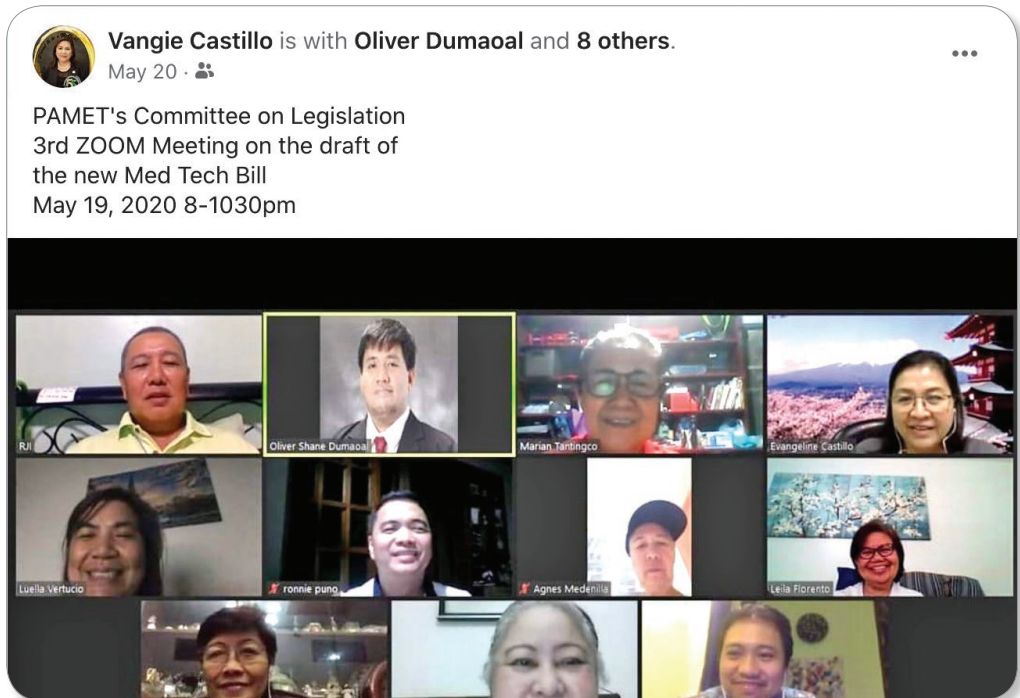 Vangie Castillo is with Oliver Dumaoal and 8 others.
May 20 ·
PAMET's Committee on Legislation
3rd ZOOM Meeting on the draft of
the new Med Tech Bill
May 19, 2020 8-1030pm
RJI
Oliver Shane Dumaoal
Marian Tantingco
Evangeline Castillo
Luella Vertucio
ronnie puno
Agnes Medenilla
Leila Florento